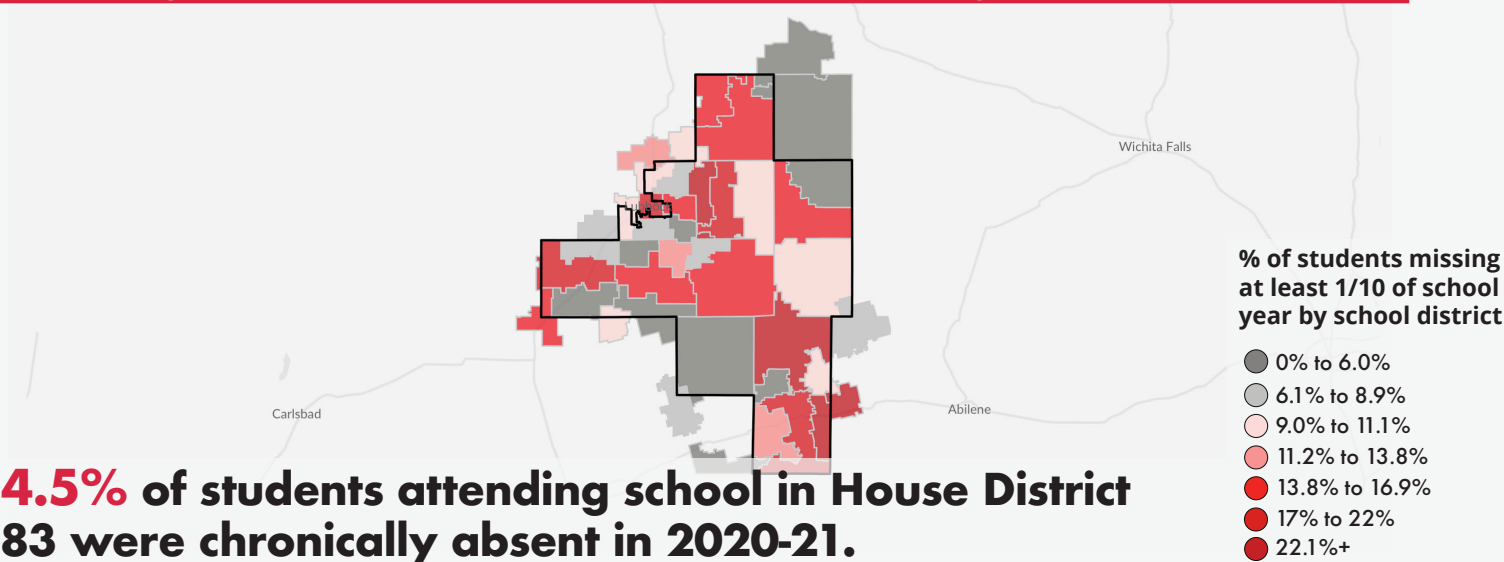 Wichita Falls
Carlsbad
Abilene
% of students missing
at least 1/10 of school
year by school district
0% to 6.0%
6.1% to 8.9%
9.0% to 11.1%
11.2% to 13.8%
13.8% to 16.9%
17% to 22%
22.1%+
4.5% of students attending school in House District
83 were chronically absent in 2020-21.